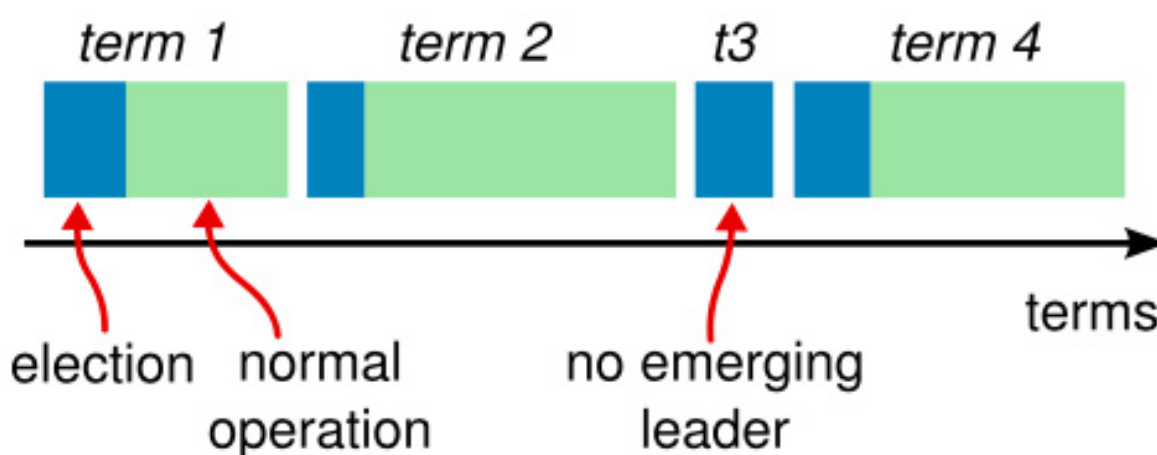 term 1
term 2
t3
term 4
terms
election
normal
operation
no emerging
leader